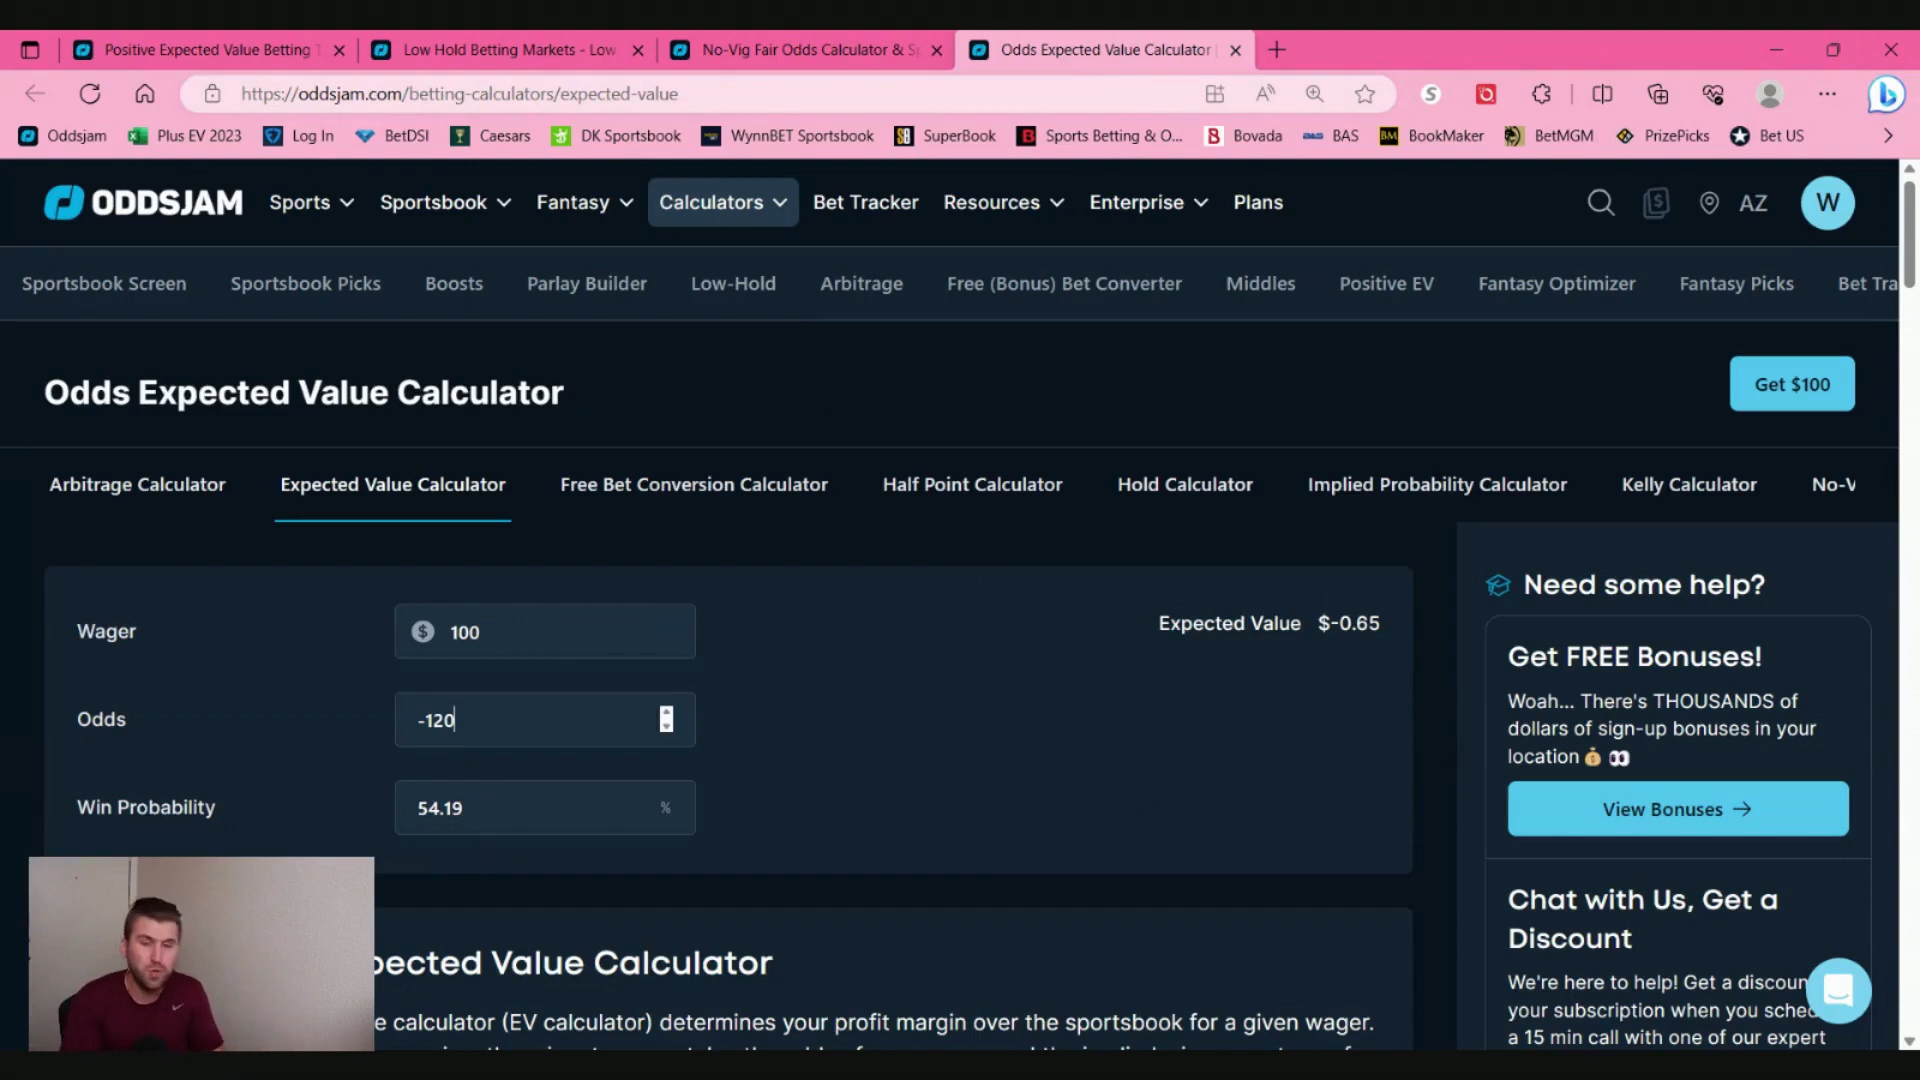 Positive Expected Value Betting T
Low Hold Betting Markets - Low
No-Vig Fair Odds Calculator & Sp
Odds Expected Value Calculator |
https://oddsjam.com/betting-calculators/expected-value
Oddsjam Plus EV 2023 Log In BetDSI Caesars DK Sportsbook WynnBET Sportsbook SuperBook Sports Betting & O... Bovada BAS BookMaker BetMGM PrizePicks Bet US
ODDSJAM Sports Sportsbook Fantasy Calculators Bet Tracker Resources Enterprise Plans AZ W
Sportsbook Screen Sportsbook Picks Boosts Parlay Builder Low-Hold Arbitrage Free (Bonus) Bet Converter Middles Positive EV Fantasy Optimizer Fantasy Picks Bet Tra
Odds Expected Value Calculator
Get $100
Arbitrage Calculator Expected Value Calculator Free Bet Conversion Calculator Half Point Calculator Hold Calculator Implied Probability Calculator Kelly Calculator No-V
Wager $ 100
Expected Value $-0.65
Odds -120
Win Probability 54.19 %
pected Value Calculator
e calculator (EV calculator) determines your profit margin over the sportsbook for a given wager.
Need some help?
Get FREE Bonuses!
Woah... There's THOUSANDS of
dollars of sign-up bonuses in your
location
View Bonuses →
Chat with Us, Get a
Discount
We're here to help! Get a discoun
your subscription when you sche
a 15 min call with one of our expert